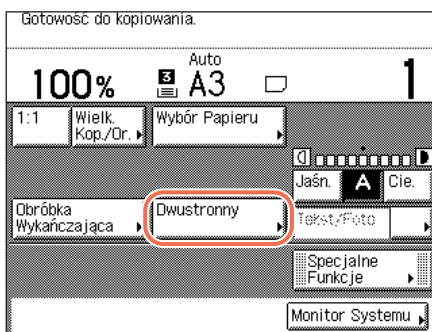 Gotowość do kopiowania.
100%
3
Auto
A3
1
1:1
Wielk.
Kop./Or.
Wybór Papieru
Jaśn.
A
Cie.
Obróbka
Wykańczająca
Dwustronny
Tekst/Foto
Specjalne
Funkcje
Monitor Systemu